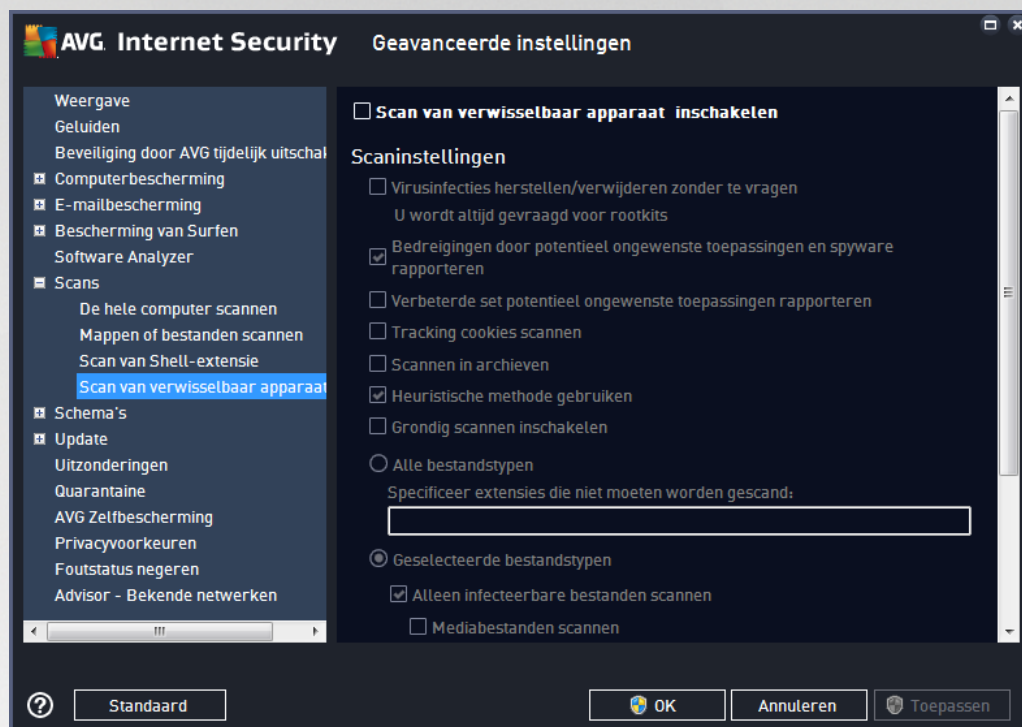 AVG. Internet Security Geavanceerde instellingen
Weergave
Geluiden
Beveiliging door AVG tijdelijk uitschak
Computerbescherming
E-mailbescherming
Bescherming van Surfen
Software Analyzer
Scans
De hele computer scannen
Mappen of bestanden scannen
Scan van Shell-extensie
Scan van verwisselbaar apparaat
Schema's
Update
Uitzonderingen
Quarantaine
AVG Zelfbescherming
Privacyvoorkeuren
Foutstatus negeren
Advisor - Bekende netwerken
Scan van verwisselbaar apparaat inschakelen
Scaninstellingen
Virusinfecties herstellen/verwijderen zonder te vragen
U wordt altijd gevraagd voor rootkits
Bedreigingen door potentieel ongewenste toepassingen en spyware
rapporteren
Verbeterde set potentieel ongewenste toepassingen rapporteren
Tracking cookies scannen
Scannen in archieven
Heuristische methode gebruiken
Grondig scannen inschakelen
Alle bestandstypen
Specificeer extensies die niet moeten worden gescand:
Geselecteerde bestandstypen
Alleen infecteerbare bestanden scannen
Mediabestanden scannen
? Standaard OK Annuleren Toepassen